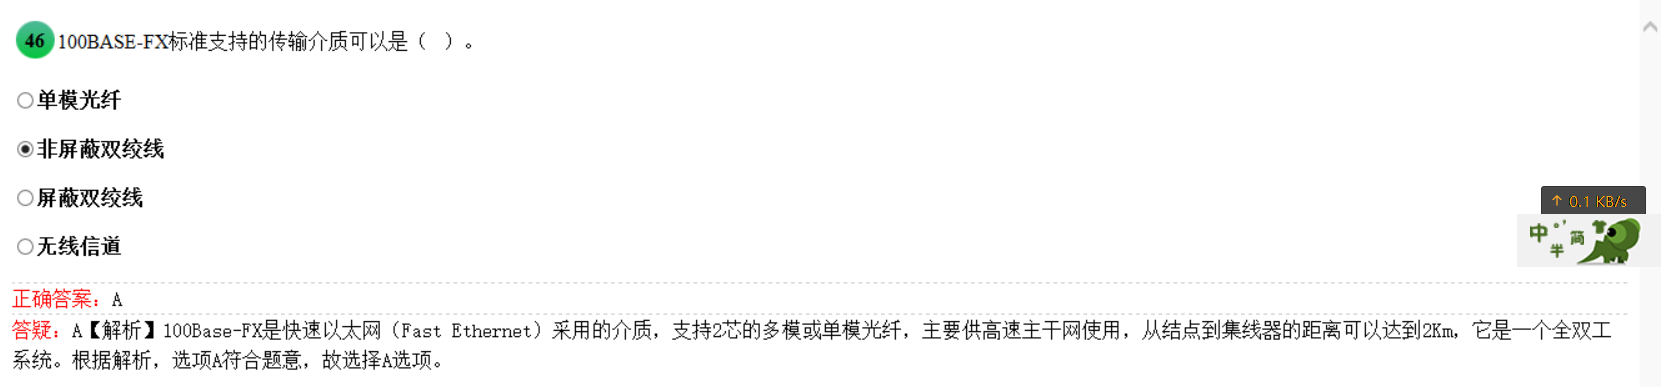 46 100BASE-FX标准支持的传输介质可以是（ ）。
单模光纤
非屏蔽双绞线
屏蔽双绞线
↑ 0.1 KB/s
中 °’ 半 简
无线信道
正确答案：A
答疑：A【解析】100Base-FX是快速以太网（Fast Ethernet）采用的介质，支持2芯的多模或单模光纤，主要供高速主干网使用，从结点到集线器的距离可以达到2Km，它是一个全双工
系统。根据解析，选项A符合题意，故选择A选项。